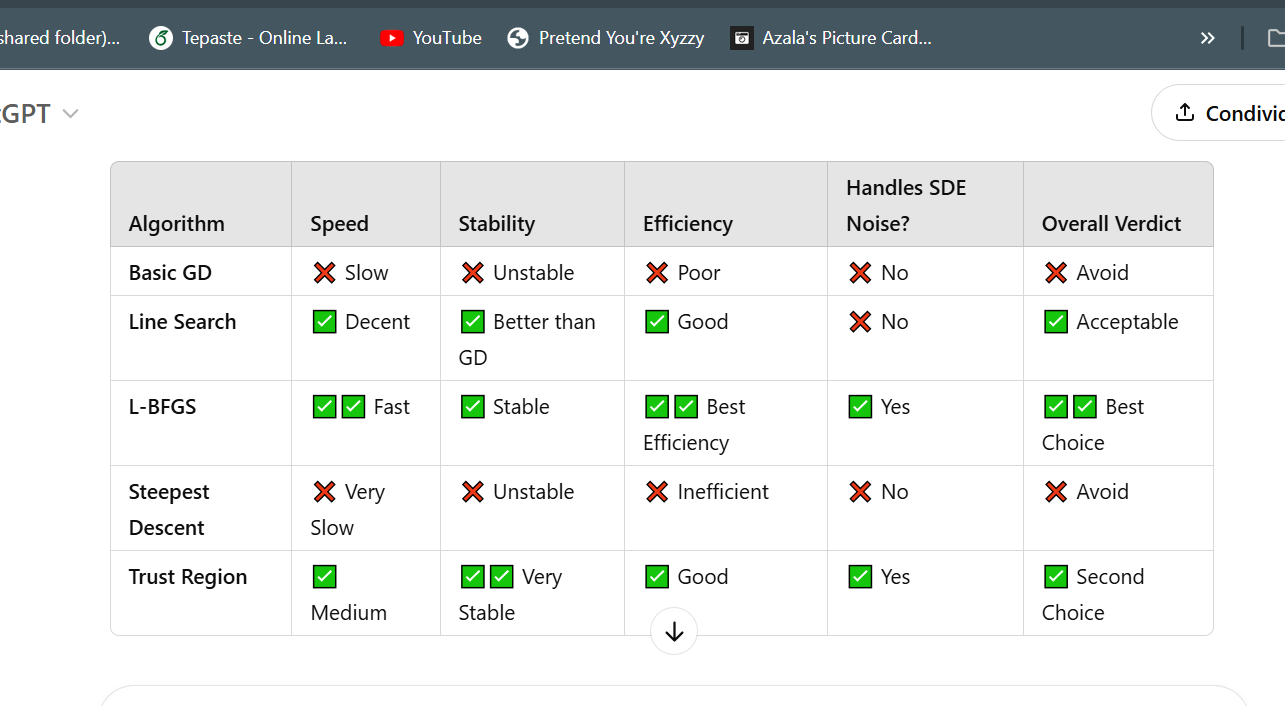 shared folder)... Tepaste - Online La... YouTube Pretend You're Xyzzy Azala's Picture Card... »
GPT Condivic
Algorithm Speed Stability Efficiency Handles SDE Noise? Overall Verdict
Basic GD ❌ Slow ❌ Unstable ❌ Poor ❌ No ❌ Avoid
Line Search ✅ Decent ✅ Better than GD ✅ Good ❌ No ✅ Acceptable
L-BFGS ✅✅ Fast ✅ Stable ✅✅ Best Efficiency ✅ Yes ✅✅ Best Choice
Steepest Descent ❌ Very Slow ❌ Unstable ❌ Inefficient ❌ No ❌ Avoid
Trust Region ✅ Medium ✅✅ Very Stable ✅ Good ✅ Yes ✅ Second Choice